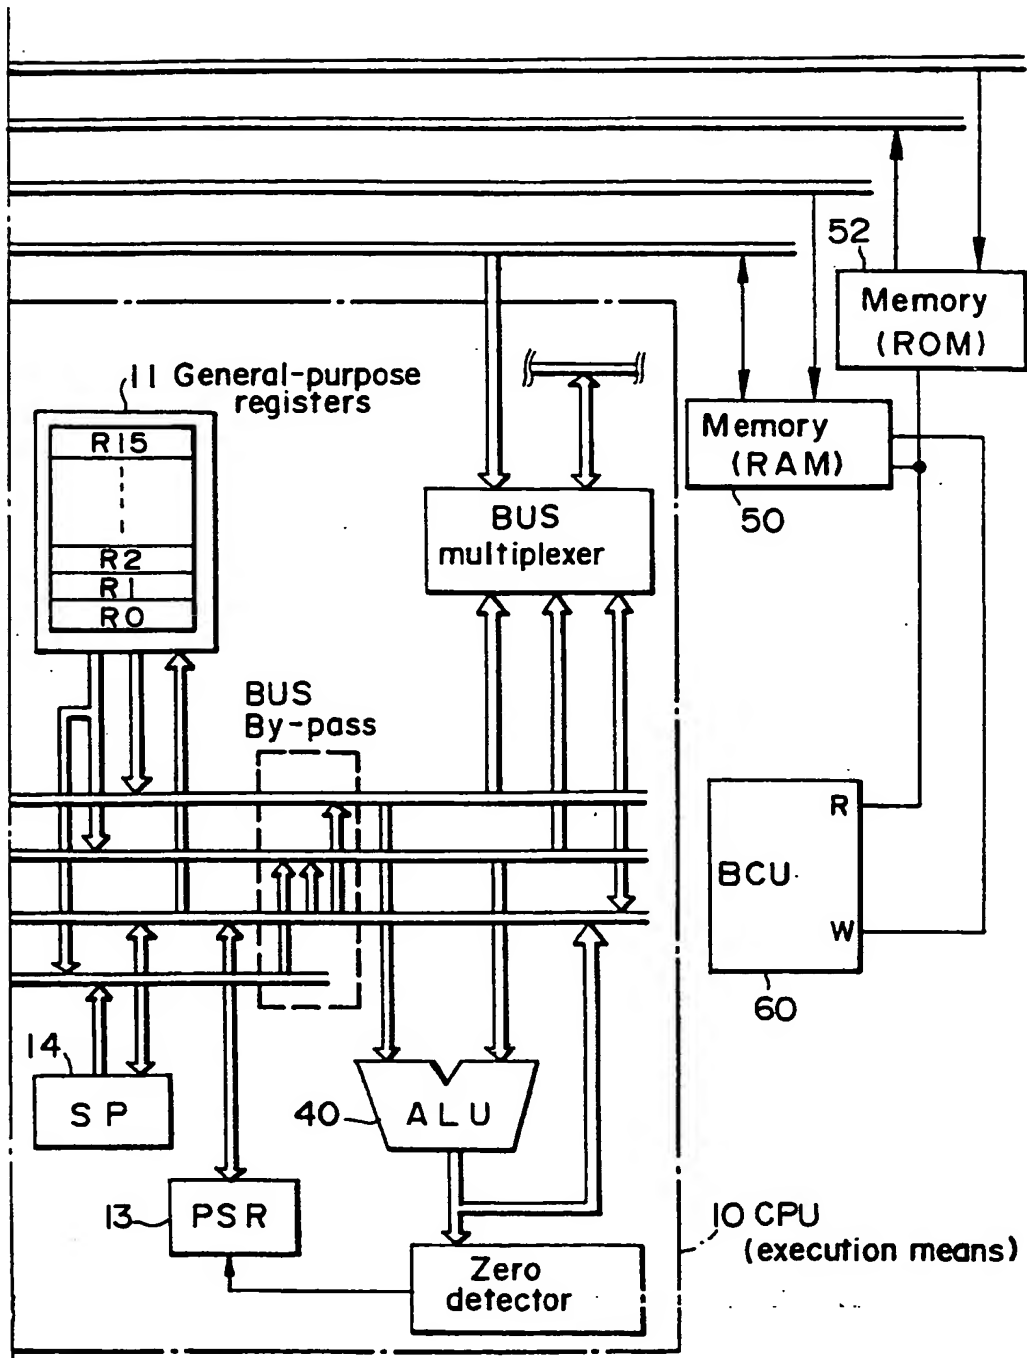 52
Memory
(ROM)
11 General-purpose
registers
R15
R2
R1
R0
Memory
(RAM)
50
BUS
multiplexer
BUS
By-pass
R
BCU
W
60
14
SP
40
ALU
13
PSR
Zero
detector
10 CPU
(execution means)